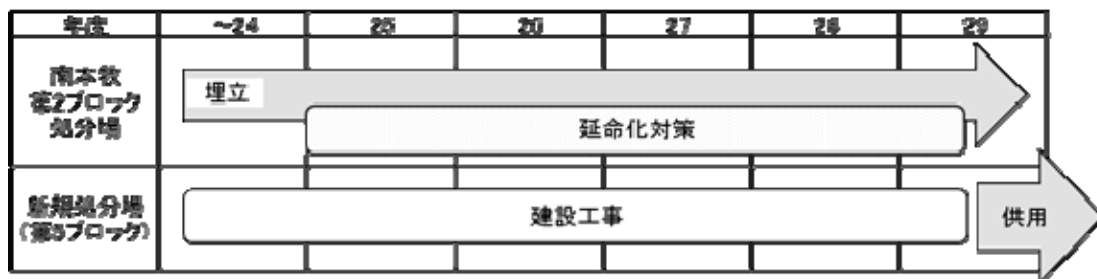 年度 ～24 25 26 27 28 29
南本牧
第2ブロック
処分場
埋立
延命化対策
新規処分場
(第5ブロック)
建設工事
供用